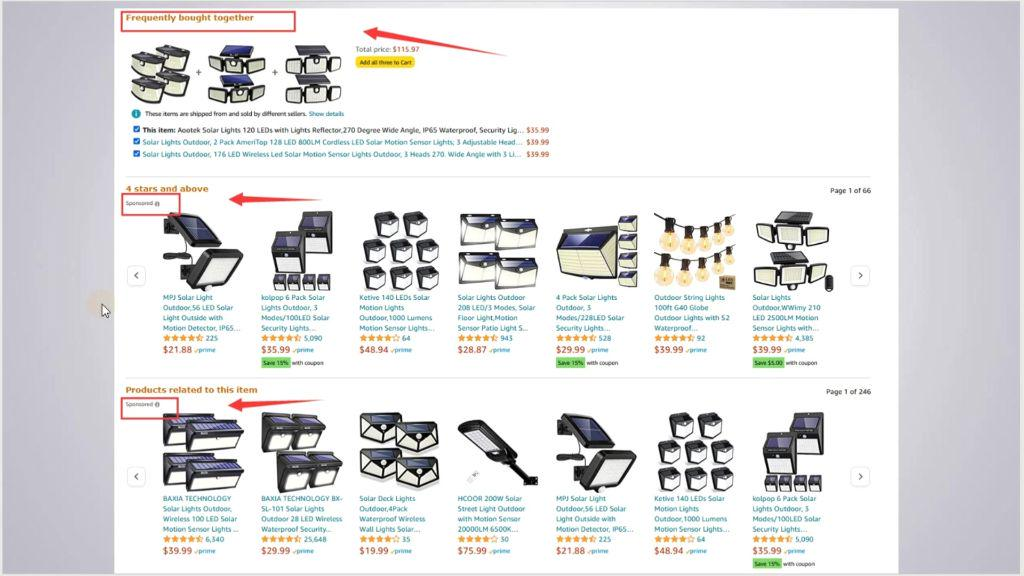 Frequently bought together
Total price: $115.97
Add all three to Cart
+
+
These items are shipped from and sold by different sellers. Show details
This item: Aootek Solar Lights 120 LEDs with Lights Reflector,270 Degree Wide Angle, IP65 Waterproof, Security Lig... $35.99
Solar Lights Outdoor, 2 Pack AmeriTop 128 LED 800LM Cordless LED Solar Motion Sensor Lights; 3 Adjustable Head... $39.99
Solar Lights Outdoor, 176 LED Wireless Led Solar Motion Sensor Lights Outdoor, 3 Heads 270. Wide Angle with 3 Li... $39.99
4 stars and above
Page 1 of 66
Sponsored
MPJ Solar Light
Outdoor,56 LED Solar
Light Outside with
Motion Detector, IP65...
225
$21.88 prime
kolpop 6 Pack Solar
Lights Outdoor, 3
Modes/100LED Solar
Security Lights...
5,090
$35.99 prime
Save 15% with coupon
Ketive 140 LEDs Solar
Motion Lights
Outdoor,1000 Lumens
Motion Sensor Lights...
64
$48.94 prime
Solar Lights Outdoor
208 LED/3 Modes, Solar
Floor Light,Motion
Sensor Patio Light S...
943
$28.87 prime
4 Pack Solar Lights
Outdoor, 3
Modes/228LED Solar
Security Lights...
528
$29.99 prime
Save 15% with coupon
Outdoor String Lights
100ft G40 Globe
Outdoor Lights with 52
Waterproof...
92
$39.99 prime
Solar Lights
Outdoor,WWimy 210
LED 2500LM Motion
Sensor Lights with...
4,385
$39.99 prime
Save $5.00 with coupon
Products related to this item
Page 1 of 246
Sponsored
BAXIA TECHNOLOGY
Solar Lights Outdoor,
Wireless 100 LED Solar
Motion Sensor Lights ...
6,340
$39.99 prime
BAXIA TECHNOLOGY BX-
SL-101 Solar Lights
Outdoor 28 LED Wireless
Waterproof Security...
25,648
$29.99 prime
Solar Deck Lights
Outdoor,4Pack
Waterproof Wireless
Wall Lights Solar...
35
$19.99 prime
HCOOR 200W Solar
Street Light Outdoor
with Motion Sensor
20000LM 6500K...
30
$75.99 prime
MPJ Solar Light
Outdoor,56 LED Solar
Light Outside with
Motion Detector, IP65...
225
$21.88 prime
Ketive 140 LEDs Solar
Motion Lights
Outdoor,1000 Lumens
Motion Sensor Lights...
64
$48.94 prime
kolpop 6 Pack Solar
Lights Outdoor, 3
Modes/100LED Solar
Security Lights...
5,090
$35.99 prime
Save 15% with coupon